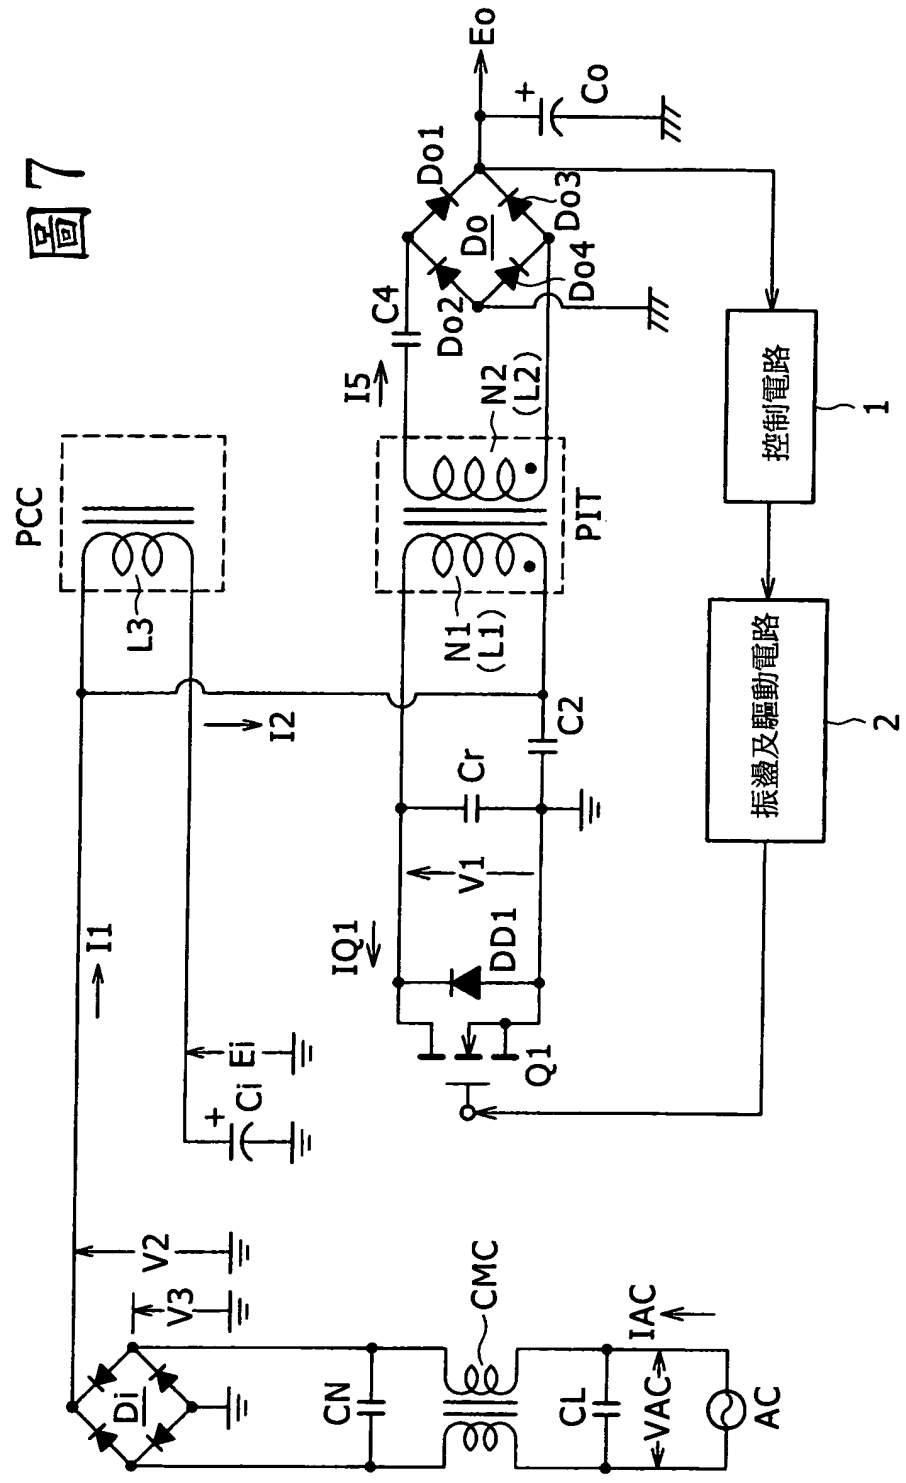 圖7
PCC
L3
I1
I2
Ei
+
Ci
V2
V3
Di
CN
CMC
CL
IAC
VAC
AC
Eo
+
Co
Do1
Do
Do3
Do4
Do2
C4
I5
N2
(L2)
PIT
N1
(L1)
C2
Cr
V1
IQ1
DD1
Q1
控制電路
1
振盪及驅動電路
2